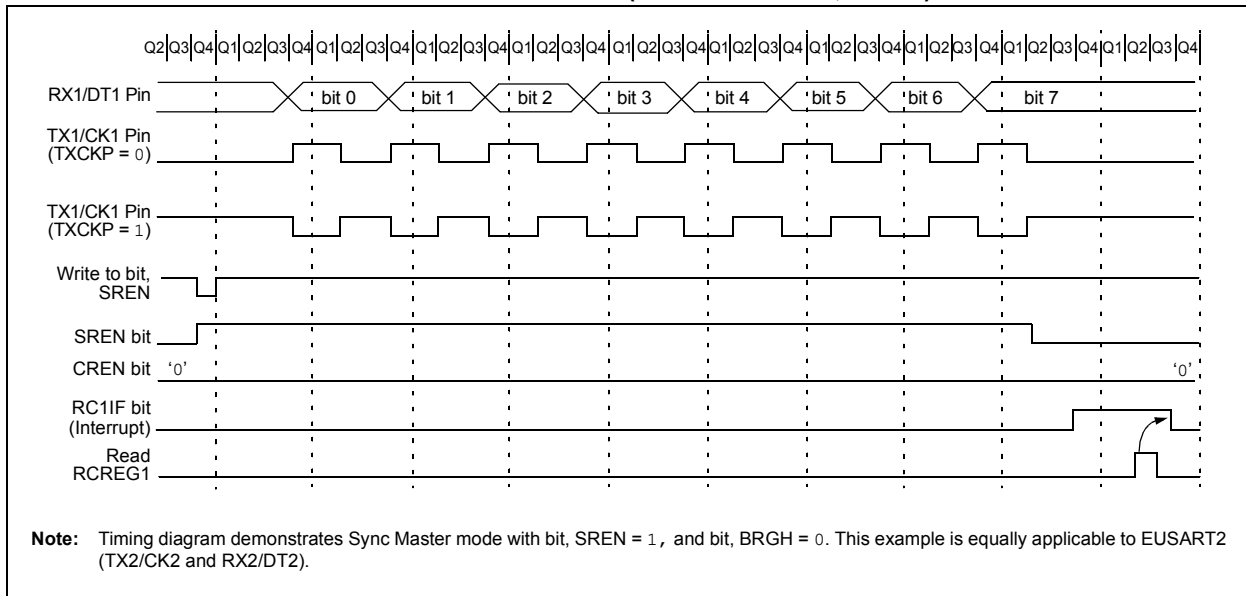 Q2|Q3|Q4|Q1|Q2|Q3|Q4|Q1|Q2|Q3|Q4|Q1|Q2|Q3|Q4|Q1|Q2|Q3|Q4|Q1|Q2|Q3|Q4|Q1|Q2|Q3|Q4|Q1|Q2|Q3|Q4|Q1|Q2|Q3|Q4|Q1|Q2|Q3|Q4|Q1|Q2|Q3|Q4
RX1/DT1 Pin bit 0 bit 1 bit 2 bit 3 bit 4 bit 5 bit 6 bit 7
TX1/CK1 Pin
(TXCKP = 0)
TX1/CK1 Pin
(TXCKP = 1)
Write to bit,
SREN
SREN bit
CREN bit ‘0’ ‘0’
RC1IF bit
(Interrupt)
Read
RCREG1
Note: Timing diagram demonstrates Sync Master mode with bit, SREN = 1, and bit, BRGH = 0. This example is equally applicable to EUSART2
(TX2/CK2 and RX2/DT2).